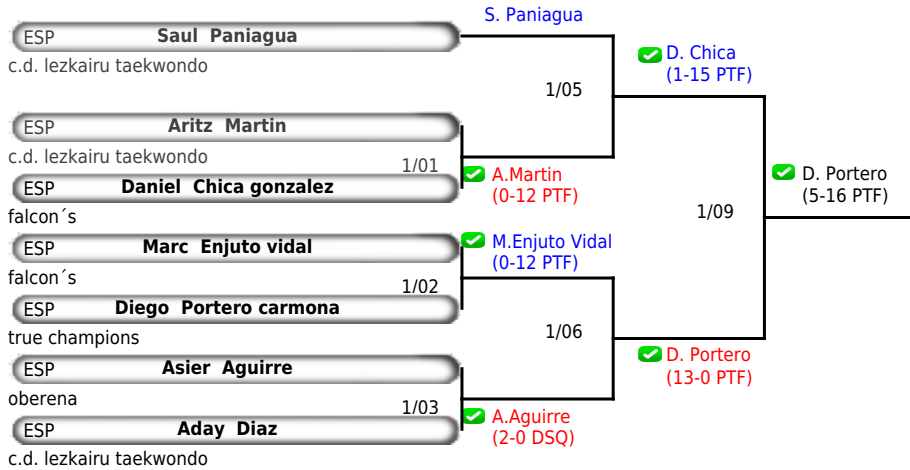 S. Paniagua
ESP Saul Paniagua
c.d. lezkairu taekwondo
D. Chica
(1-15 PTF)
1/05
ESP Aritz Martin
c.d. lezkairu taekwondo
1/01
A.Martin
(0-12 PTF)
ESP Daniel Chica gonzalez
falcon´s
D. Portero
(5-16 PTF)
1/09
ESP Marc Enjuto vidal
falcon´s
M.Enjuto Vidal
(0-12 PTF)
1/02
ESP Diego Portero carmona
true champions
1/06
D. Portero
(13-0 PTF)
ESP Asier Aguirre
oberena
1/03
A.Aguirre
(2-0 DSQ)
ESP Aday Diaz
c.d. lezkairu taekwondo